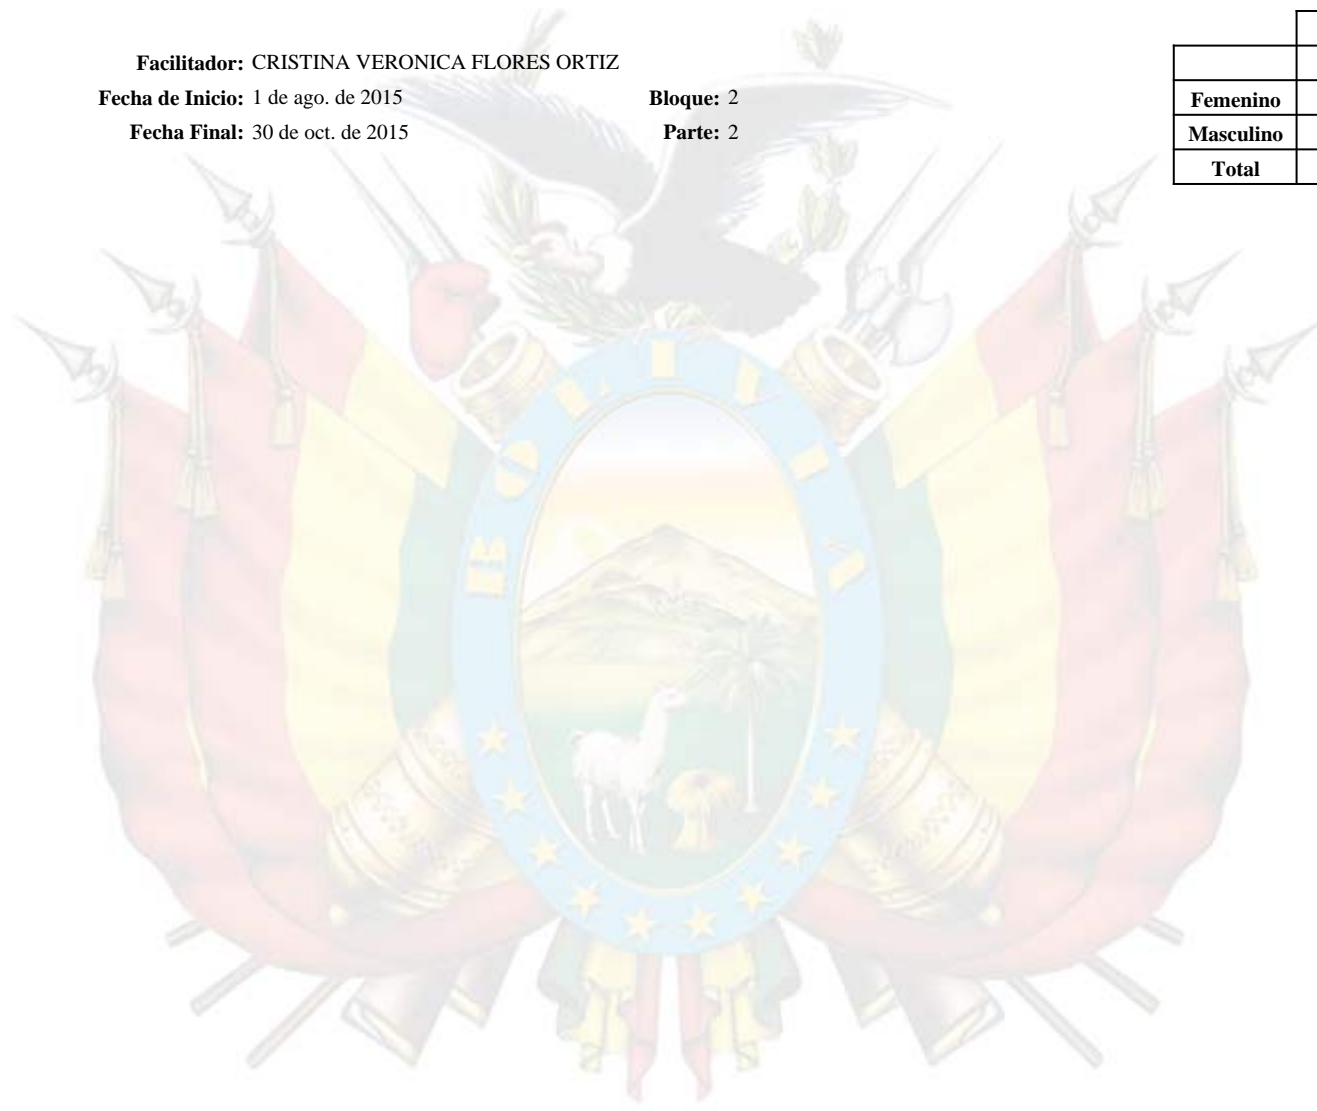 Facilitador: CRISTINA VERONICA FLORES ORTIZ
Fecha de Inicio: 1 de ago. de 2015 Bloque: 2
Fecha Final: 30 de oct. de 2015 Parte: 2
Femenino
Masculino
Total
BOLIVIA